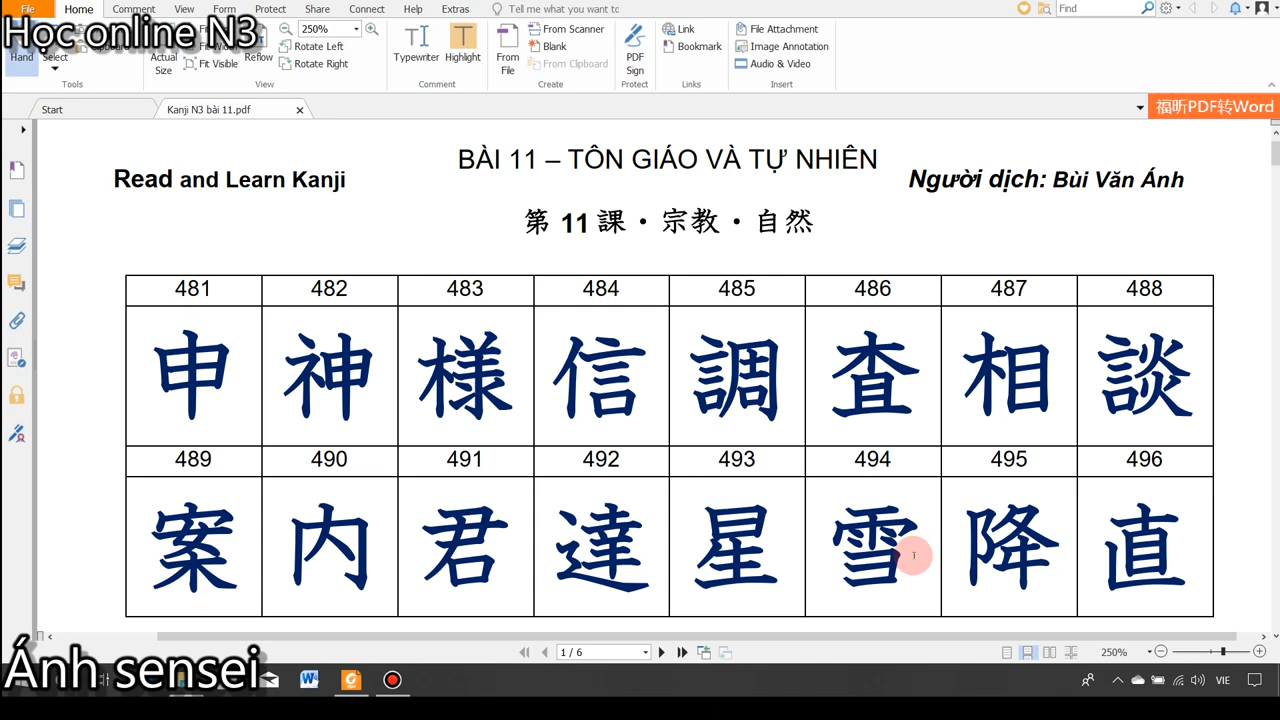 File Home Comment View Form Protect Share Connect Help Extras Tell me what you want to Find
Học online N3
250%
From Scanner
Link
File Attachment
Rotate Left
Blank
Bookmark
Image Annotation
Hand Select Actual Size Fit Visible Reflow Rotate Right Typewriter Highlight From File From Clipboard PDF Sign Audio & Video
Tools View Comment Create Protect Links Insert
Start Kanji N3 bài 11.pdf 福昕PDF转Word
BÀI 11 – TÔN GIÁO VÀ TỰ NHIÊN
Read and Learn Kanji Người dịch: Bùi Văn Ánh
第 11 課・宗教・自然
481 482 483 484 485 486 487 488
申 神 様 信 調 査 相 談
489 490 491 492 493 494 495 496
案 内 君 達 星 雪 降 直
1 / 6 250%
Ánh sensei
VIE